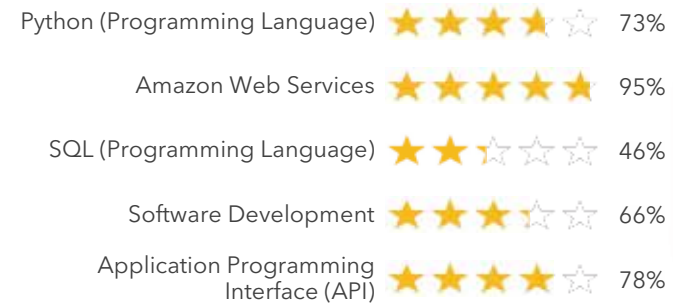 Python (Programming Language) 73%
Amazon Web Services 95%
SQL (Programming Language) 46%
Software Development 66%
Application Programming
Interface (API) 78%